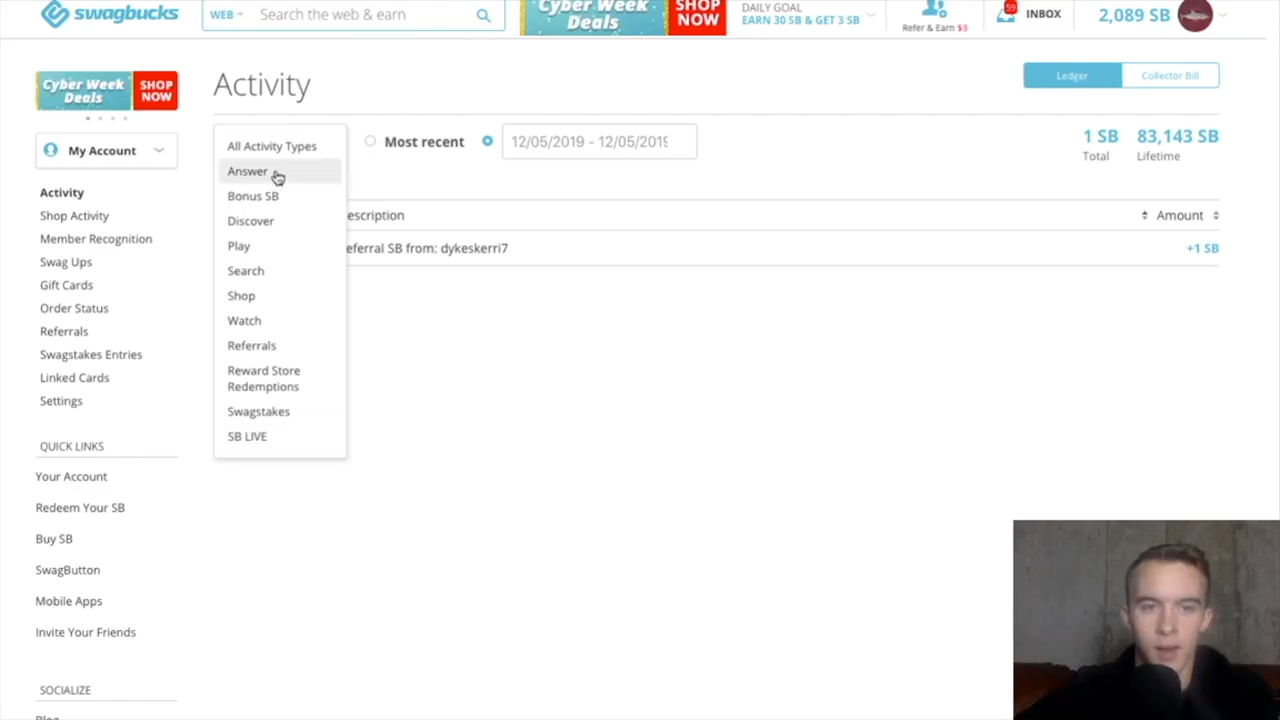 swagbucks
WEB
Search the web & earn
Cyber Week
Deals
SHOP
NOW
DAILY GOAL
EARN 30 SB & GET 3 SB
Refer & Earn $3
59
INBOX
2,089 SB
Cyber Week
Deals
SHOP
NOW
Activity
Ledger
Collector Bill
My Account
All Activity Types
Most recent
12/05/2019 - 12/05/2019
1 SB
Total
83,143 SB
Lifetime
Activity
Shop Activity
Member Recognition
Swag Ups
Gift Cards
Order Status
Referrals
Swagstakes Entries
Linked Cards
Settings
Answer
Bonus SB
Discover
Play
Search
Shop
Watch
Referrals
Reward Store
Redemptions
Swagstakes
SB LIVE
escription
Amount
eferral SB from: dykeskerri7
+1 SB
QUICK LINKS
Your Account
Redeem Your SB
Buy SB
SwagButton
Mobile Apps
Invite Your Friends
SOCIALIZE
Blog